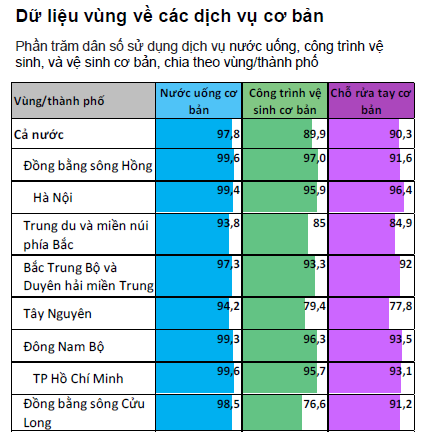 Dữ liệu vùng về các dịch vụ cơ bản
Phần trăm dân số sử dụng dịch vụ nước uống, công trình vệ
sinh, và vệ sinh cơ bản, chia theo vùng/thành phố
Vùng/thành phố Nước uống cơ bản Công trình vệ sinh cơ bản Chỗ rửa tay cơ bản
Cả nước 97,8 89,9 90,3
Đồng bằng sông Hồng 99,6 97,0 91,6
Hà Nội 99,4 95,9 96,4
Trung du và miền núi phía Bắc 93,8 85 84,9
Bắc Trung Bộ và Duyên hải miền Trung 97,3 93,3 92
Tây Nguyên 94,2 79,4 77,8
Đông Nam Bộ 99,3 96,3 93,5
TP Hồ Chí Minh 99,6 95,7 93,1
Đồng bằng sông Cửu Long 98,5 76,6 91,2